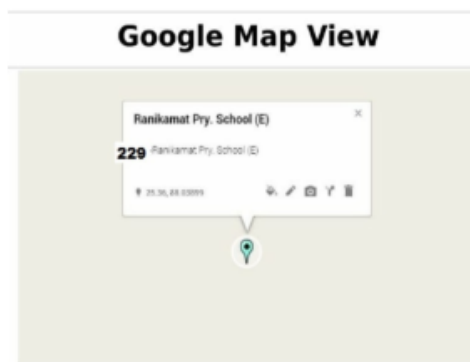 Google Map View
Ranikamat Pry. School (E)
229 Ranikamat Pry. School (E)